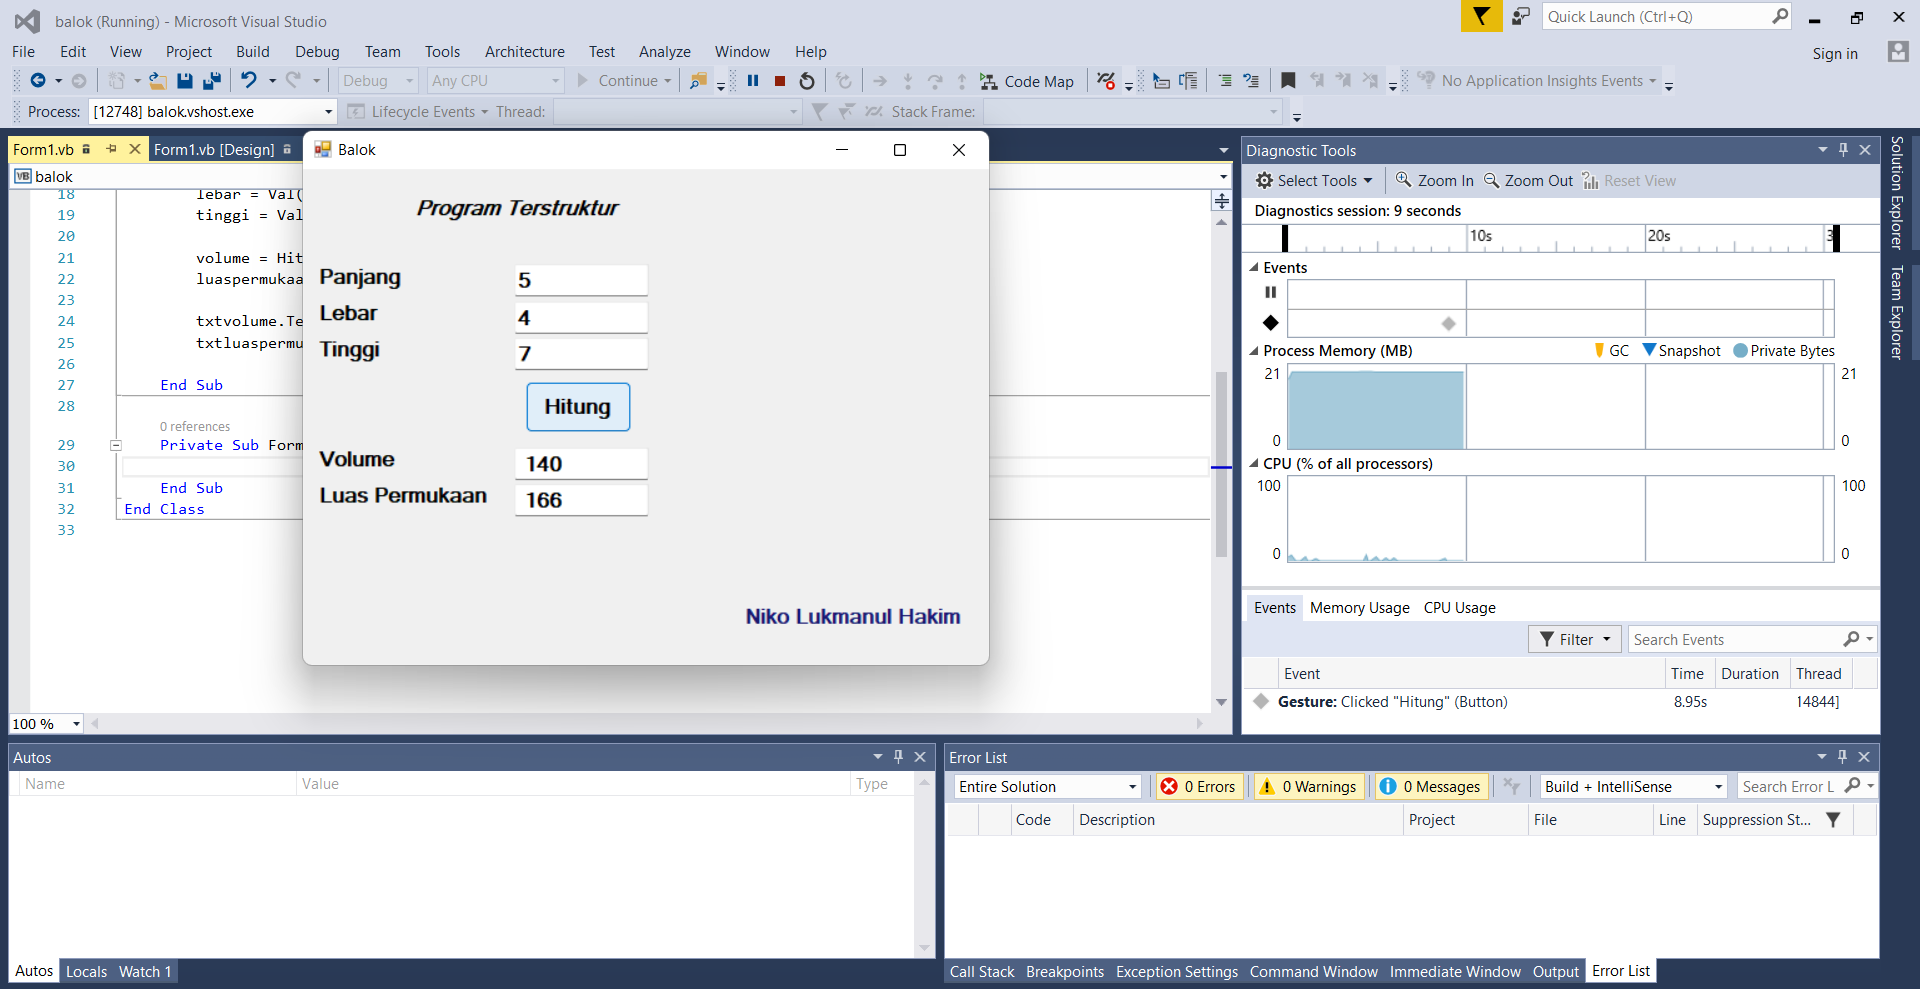 balok (Running) - Microsoft Visual Studio
Quick Launch (Ctrl+Q)
File Edit View Project Build Debug Team Tools Architecture Test Analyze Window Help
Sign in
Debug Any CPU Continue Code Map No Application Insights Events
Process: [12748] balok.vshost.exe Lifecycle Events Thread: Stack Frame:
Form1.vb Form1.vb [Design]
balok
18 lebar = Val(
19 tinggi = Val
20
21 volume = Hit
22 luaspermukaa
23
24 txtvolume.Te
25 txtluaspermu
26
27 End Sub
28
0 references
29 Private Sub Form
30
31 End Sub
32 End Class
33
100 %
Balok
Program Terstruktur
Panjang 5
Lebar 4
Tinggi 7
Hitung
Volume 140
Luas Permukaan 166
Niko Lukmanul Hakim
Diagnostic Tools
Select Tools Zoom In Zoom Out Reset View
Diagnostics session: 9 seconds
10s 20s 3
Events
Process Memory (MB) GC Snapshot Private Bytes
21 21
0 0
CPU (% of all processors)
100 100
0 0
Events Memory Usage CPU Usage
Filter Search Events
Event Time Duration Thread
Gesture: Clicked "Hitung" (Button) 8.95s 14844]
Solution Explorer
Team Explorer
Autos
Name Value Type
Autos Locals Watch 1
Error List
Entire Solution 0 Errors 0 Warnings 0 Messages Build + IntelliSense Search Error L
Code Description Project File Line Suppression St...
Call Stack Breakpoints Exception Settings Command Window Immediate Window Output Error List